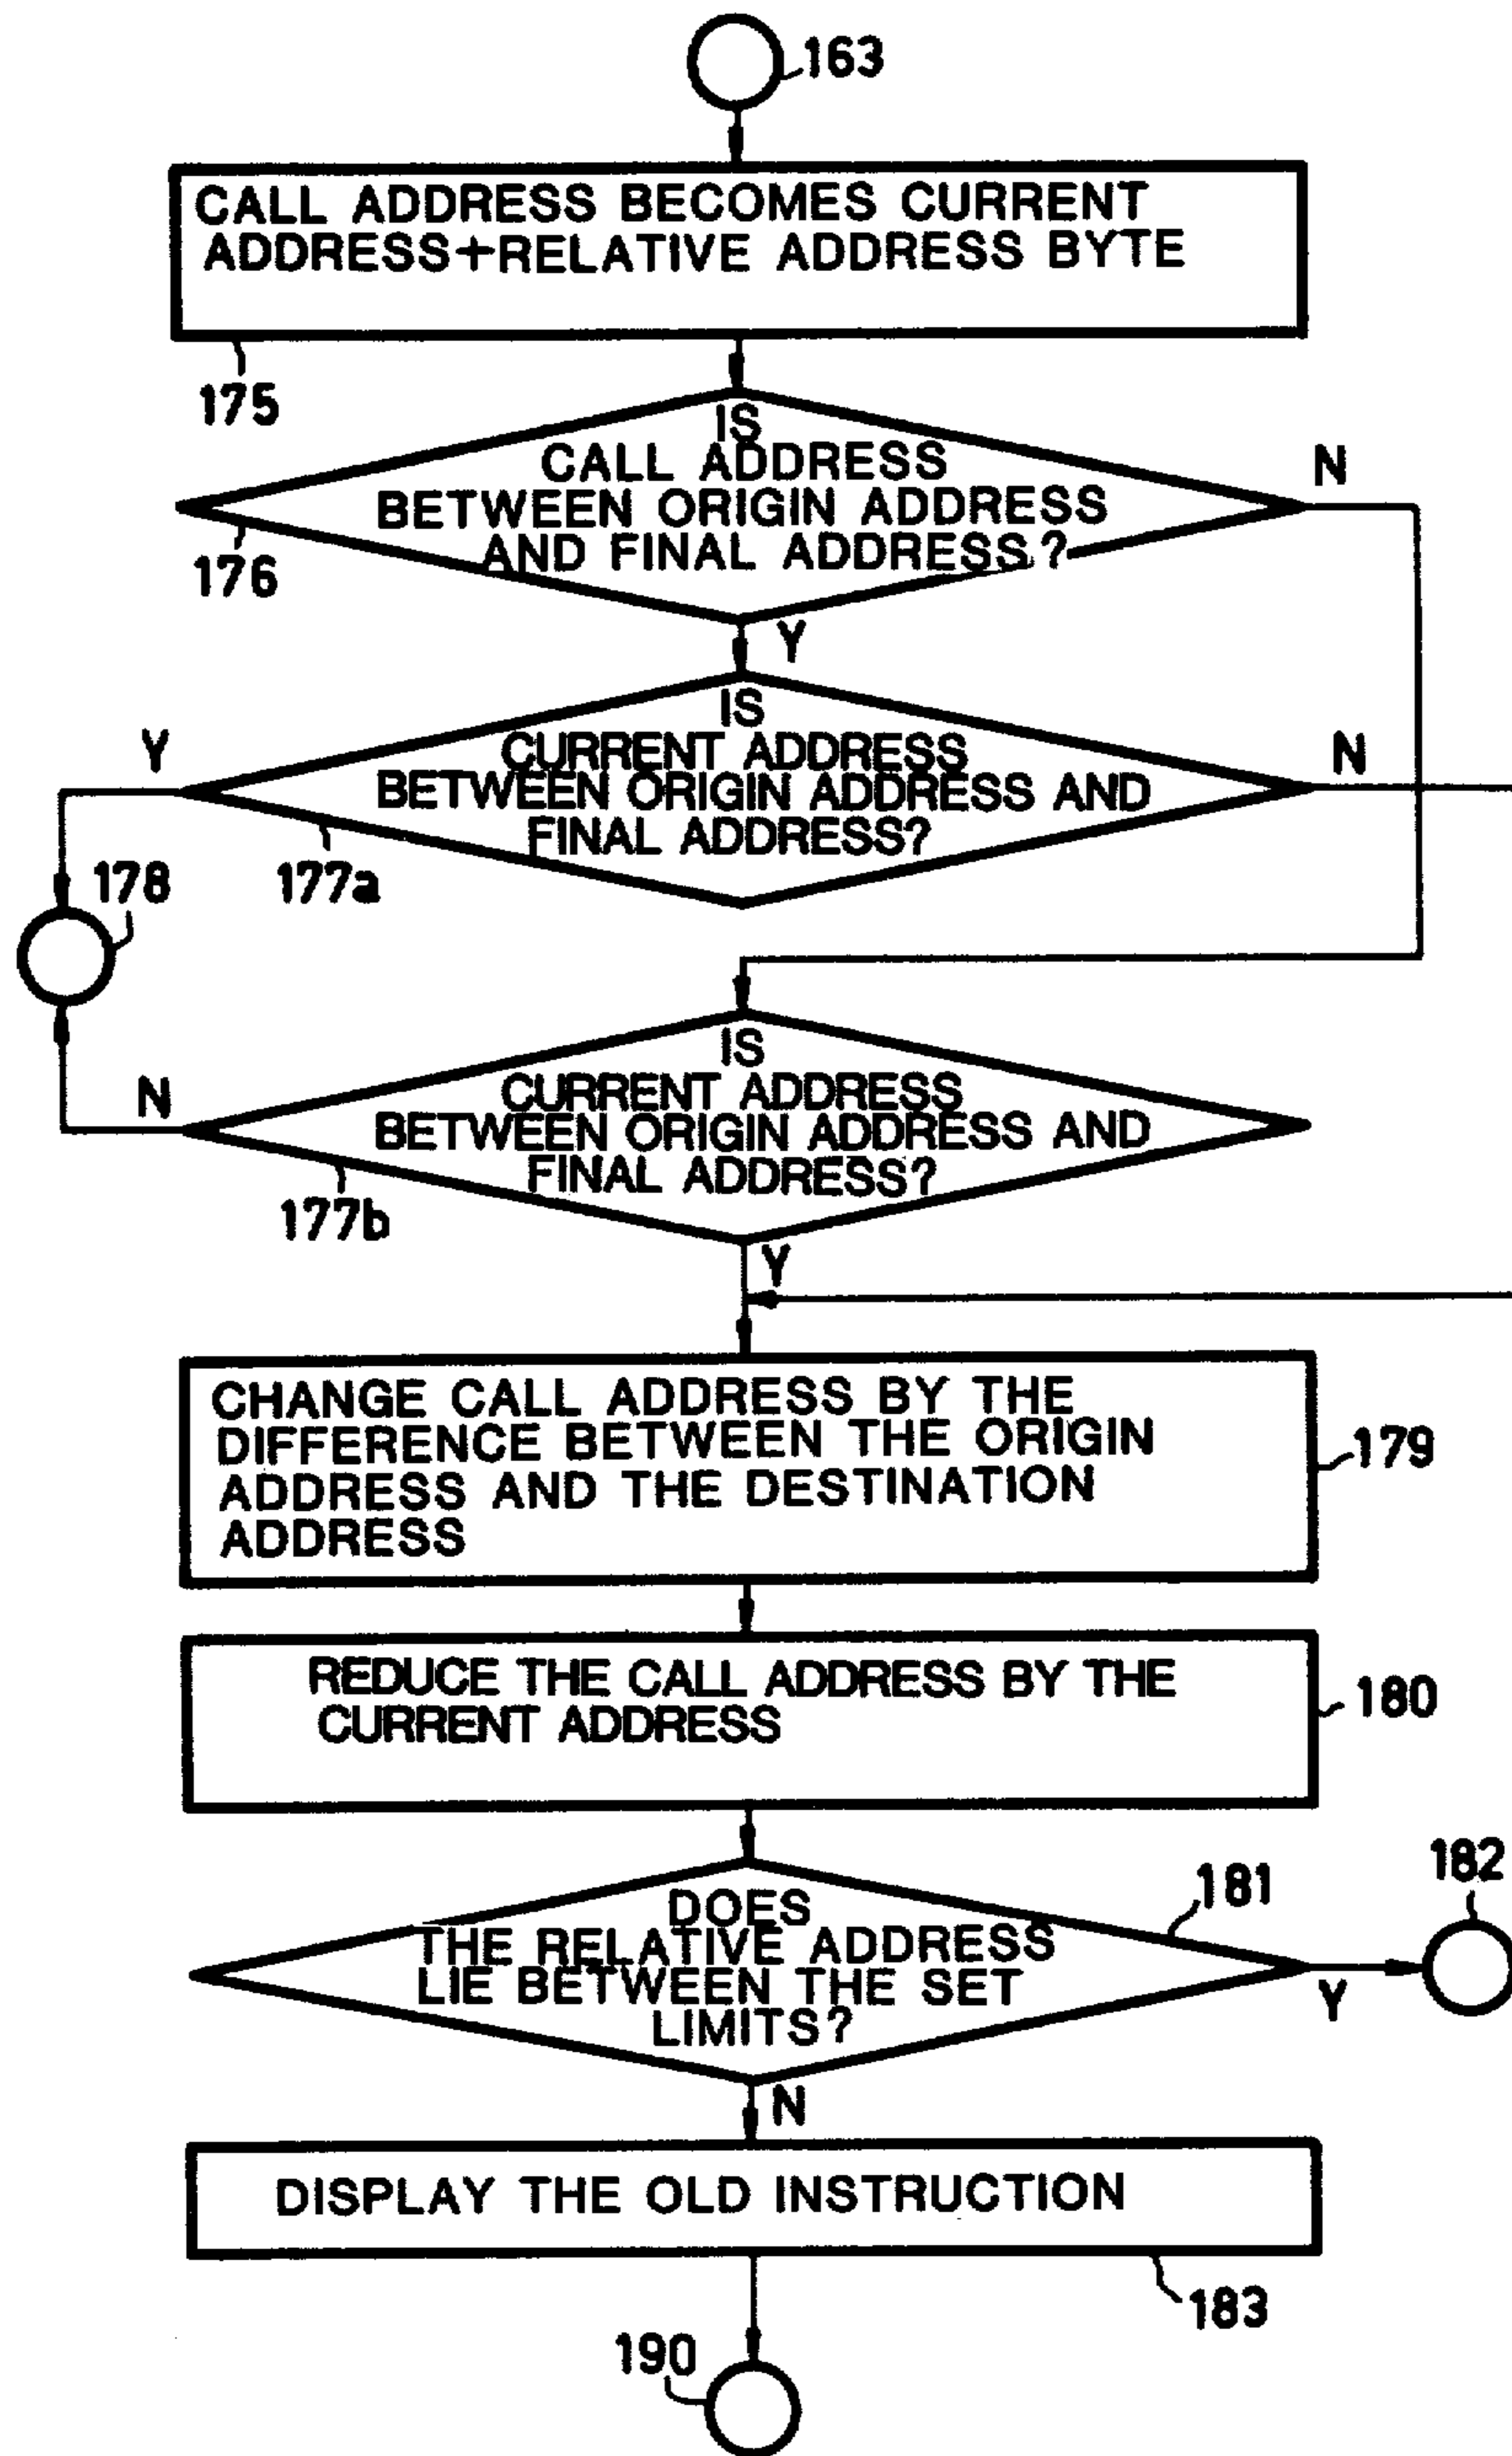 163
CALL ADDRESS BECOMES CURRENT
ADDRESS+RELATIVE ADDRESS BYTE
175
IS
CALL ADDRESS
BETWEEN ORIGIN ADDRESS
AND FINAL ADDRESS?
N
176
Y
IS
CURRENT ADDRESS
BETWEEN ORIGIN ADDRESS AND
FINAL ADDRESS?
Y
N
177a
178
IS
CURRENT ADDRESS
BETWEEN ORIGIN ADDRESS AND
FINAL ADDRESS?
N
177b
Y
CHANGE CALL ADDRESS BY THE
DIFFERENCE BETWEEN THE ORIGIN
ADDRESS AND THE DESTINATION
ADDRESS
179
REDUCE THE CALL ADDRESS BY THE
CURRENT ADDRESS
180
DOES
THE RELATIVE ADDRESS
LIE BETWEEN THE SET
LIMITS?
181
182
Y
N
DISPLAY THE OLD INSTRUCTION
183
190